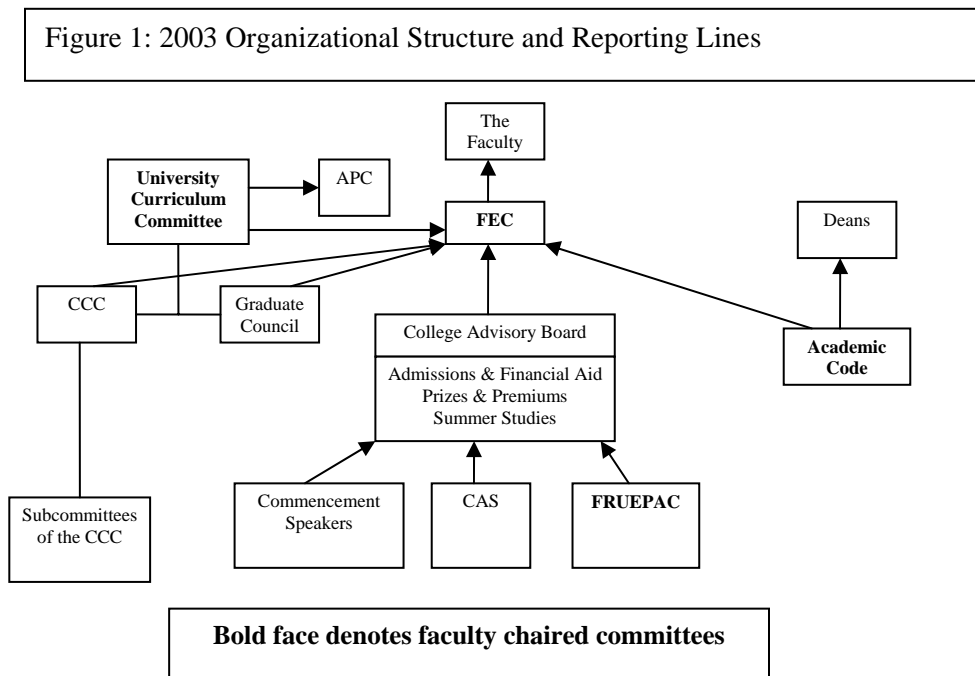 Figure 1: 2003 Organizational Structure and Reporting Lines
The
Faculty
University
Curriculum
Committee
APC
FEC
Deans
CCC
Graduate
Council
College Advisory Board
Admissions & Financial Aid
Prizes & Premiums
Summer Studies
Academic
Code
Subcommittees
of the CCC
Commencement
Speakers
CAS
FRUEPAC
Bold face denotes faculty chaired committees